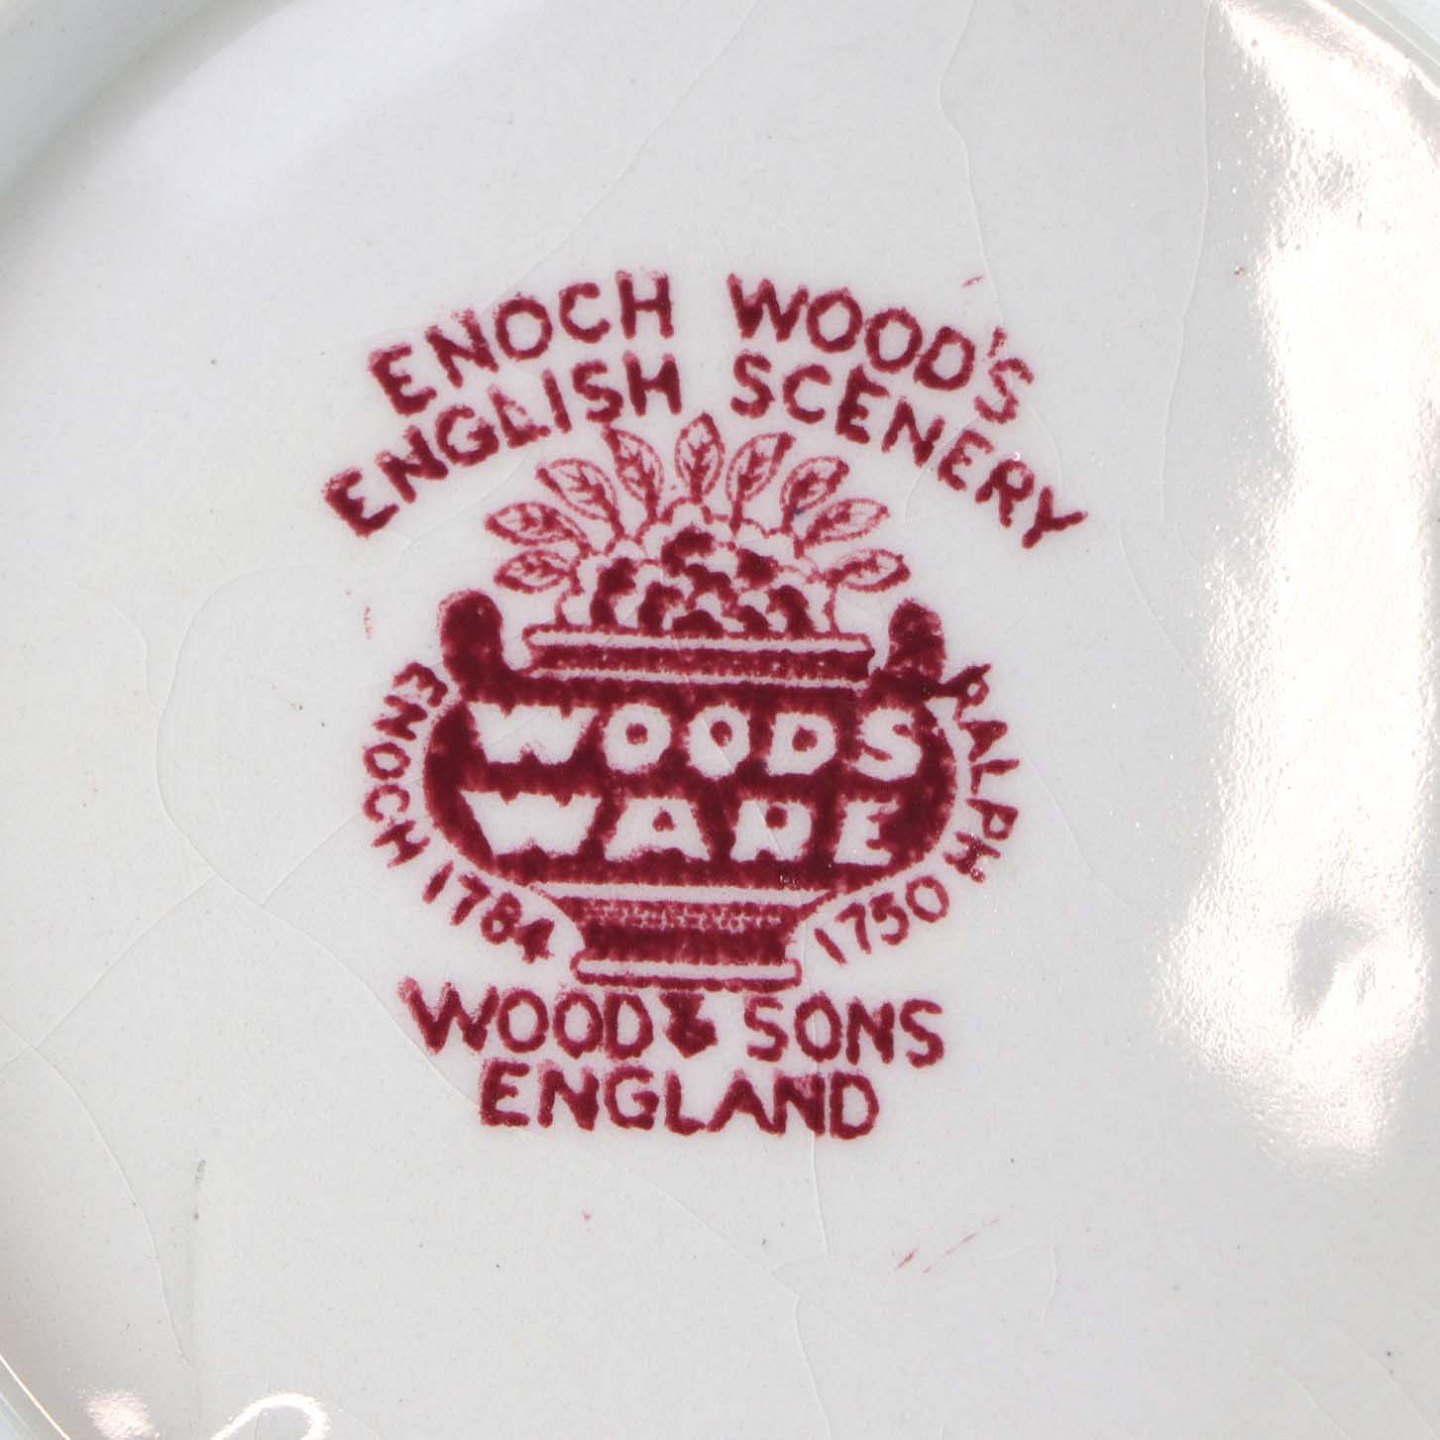 ENOCH WOOD'S
ENGLISH SCENERY
WOODS
WARE
ENOCH 1784
RALPH 1750
WOOD & SONS
ENGLAND